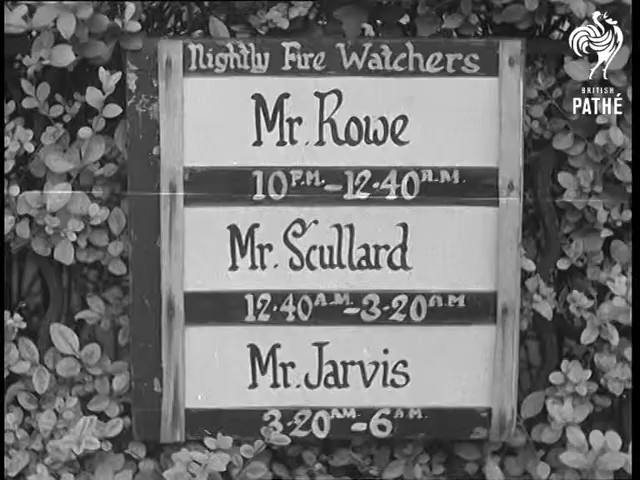 Nightly Fire Watchers
Mr. Rowe
10 P.M. - 12·40 A.M.
Mr. Scullard
12·40 A.M. - 3·20 A.M
Mr. Jarvis
3·20 AM. - 6 A.M.
BRITISH
PATHÉ